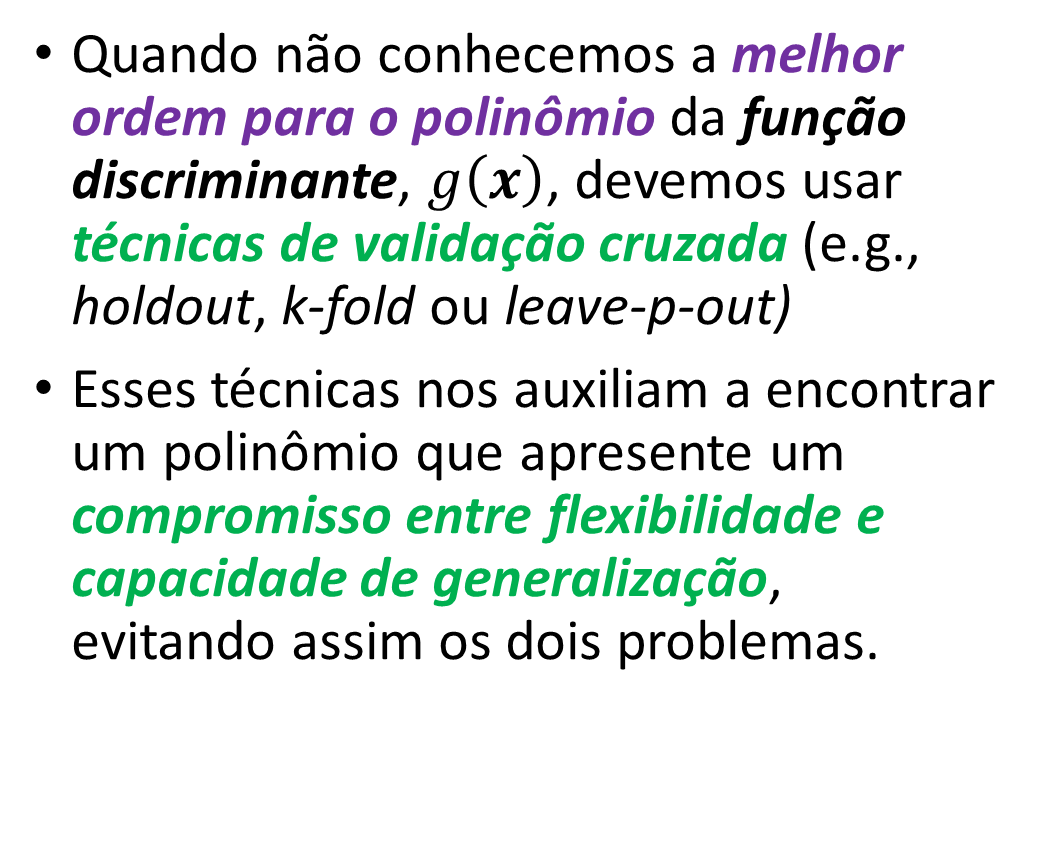 • Quando não conhecemos a melhor
ordem para o polinômio da função
discriminante, g(x), devemos usar
técnicas de validação cruzada (e.g.,
holdout, k-fold ou leave-p-out)
• Esses técnicas nos auxiliam a encontrar
um polinômio que apresente um
compromisso entre flexibilidade e
capacidade de generalização,
evitando assim os dois problemas.